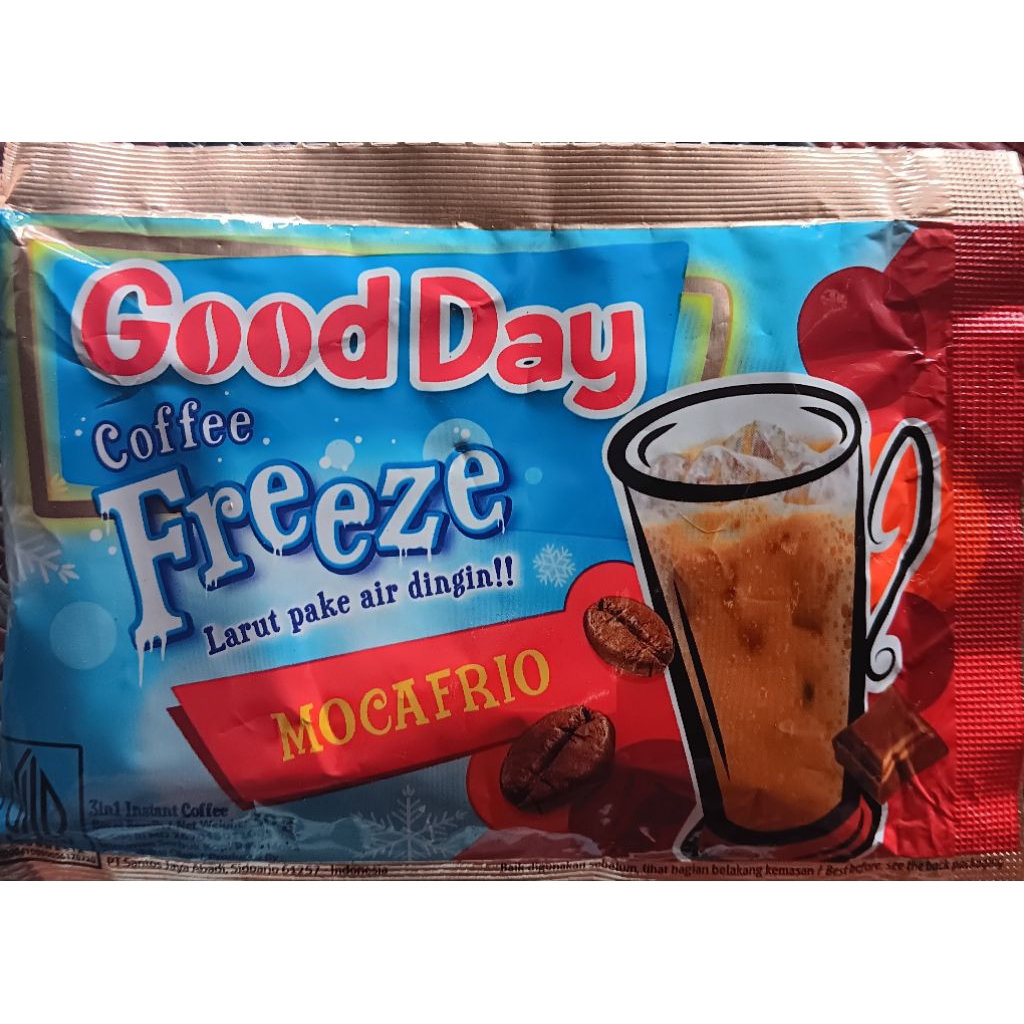 Good Day
Coffee
Freeze
Larut pake air dingin!!
MOCAFRIO
3in1 Instant Coffee
PT Santos Jaya Abadi, Sidoarjo 61257 - Indonesia
Baik digunakan sebelum, lihat bagian belakang kemasan / Best before, see the back packaging